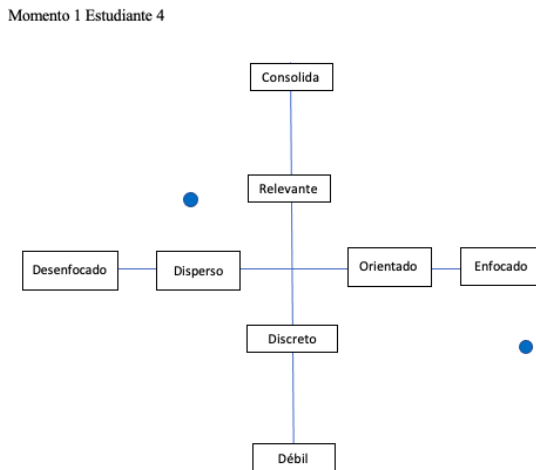 Momento 1 Estudiante 4
Consolida
Relevante
Desenfocado
Disperso
Orientado
Enfocado
Discreto
Débil